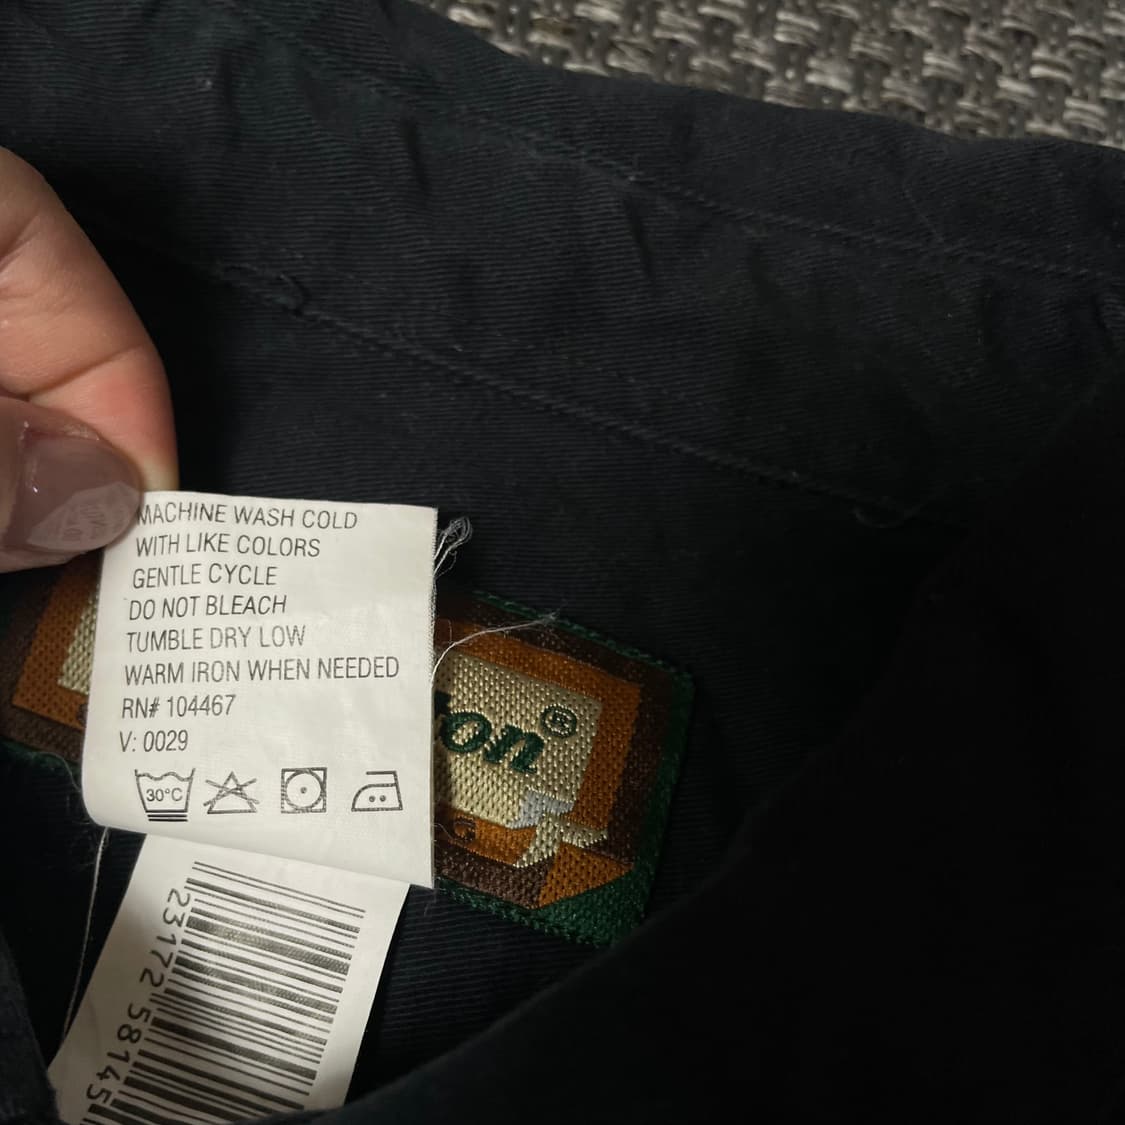 MACHINE WASH COLD
WITH LIKE COLORS
GENTLE CYCLE
DO NOT BLEACH
TUMBLE DRY LOW
WARM IRON WHEN NEEDED
RN# 104467
V: 0029
30°C
ton®
G
23172 58145